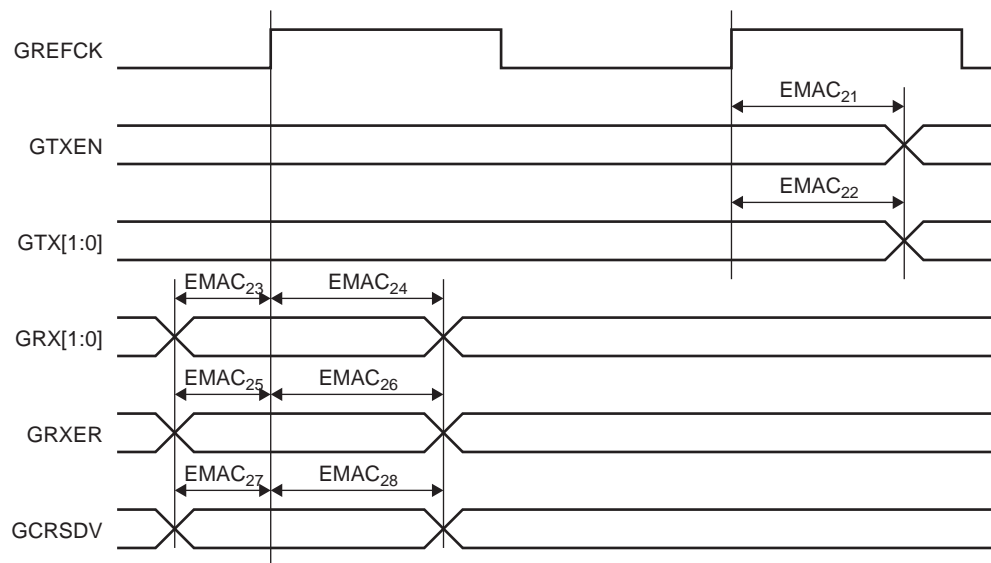 GREFCK
EMAC21
GTXEN
EMAC22
GTX[1:0]
EMAC23 EMAC24
GRX[1:0]
EMAC25 EMAC26
GRXER
EMAC27 EMAC28
GCRSDV